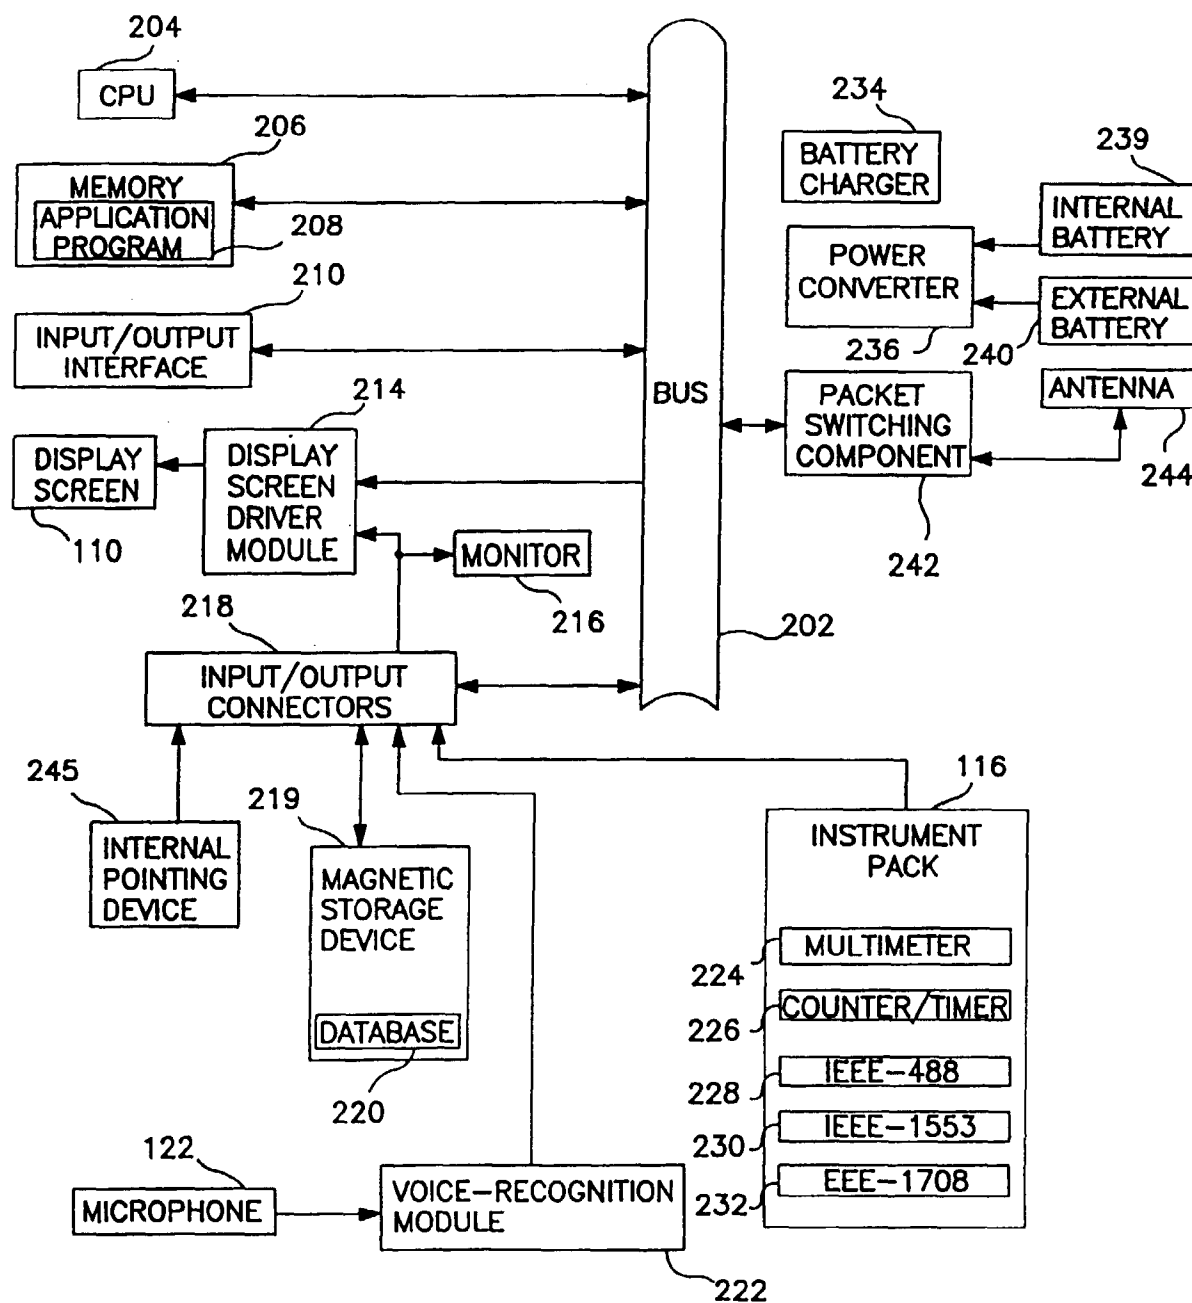 204
CPU
206
MEMORY
APPLICATION
PROGRAM
208
210
INPUT/OUTPUT
INTERFACE
214
DISPLAY
SCREEN
110
DISPLAY
SCREEN
DRIVER
MODULE
MONITOR
216
218
INPUT/OUTPUT
CONNECTORS
BUS
202
234
BATTERY
CHARGER
239
INTERNAL
BATTERY
POWER
CONVERTER
236
EXTERNAL
BATTERY
240
PACKET
SWITCHING
COMPONENT
242
ANTENNA
244
245
INTERNAL
POINTING
DEVICE
219
MAGNETIC
STORAGE
DEVICE
DATABASE
220
116
INSTRUMENT
PACK
224
MULTIMETER
226
COUNTER/TIMER
228
IEEE-488
230
IEEE-1553
232
EEE-1708
122
MICROPHONE
VOICE-RECOGNITION
MODULE
222